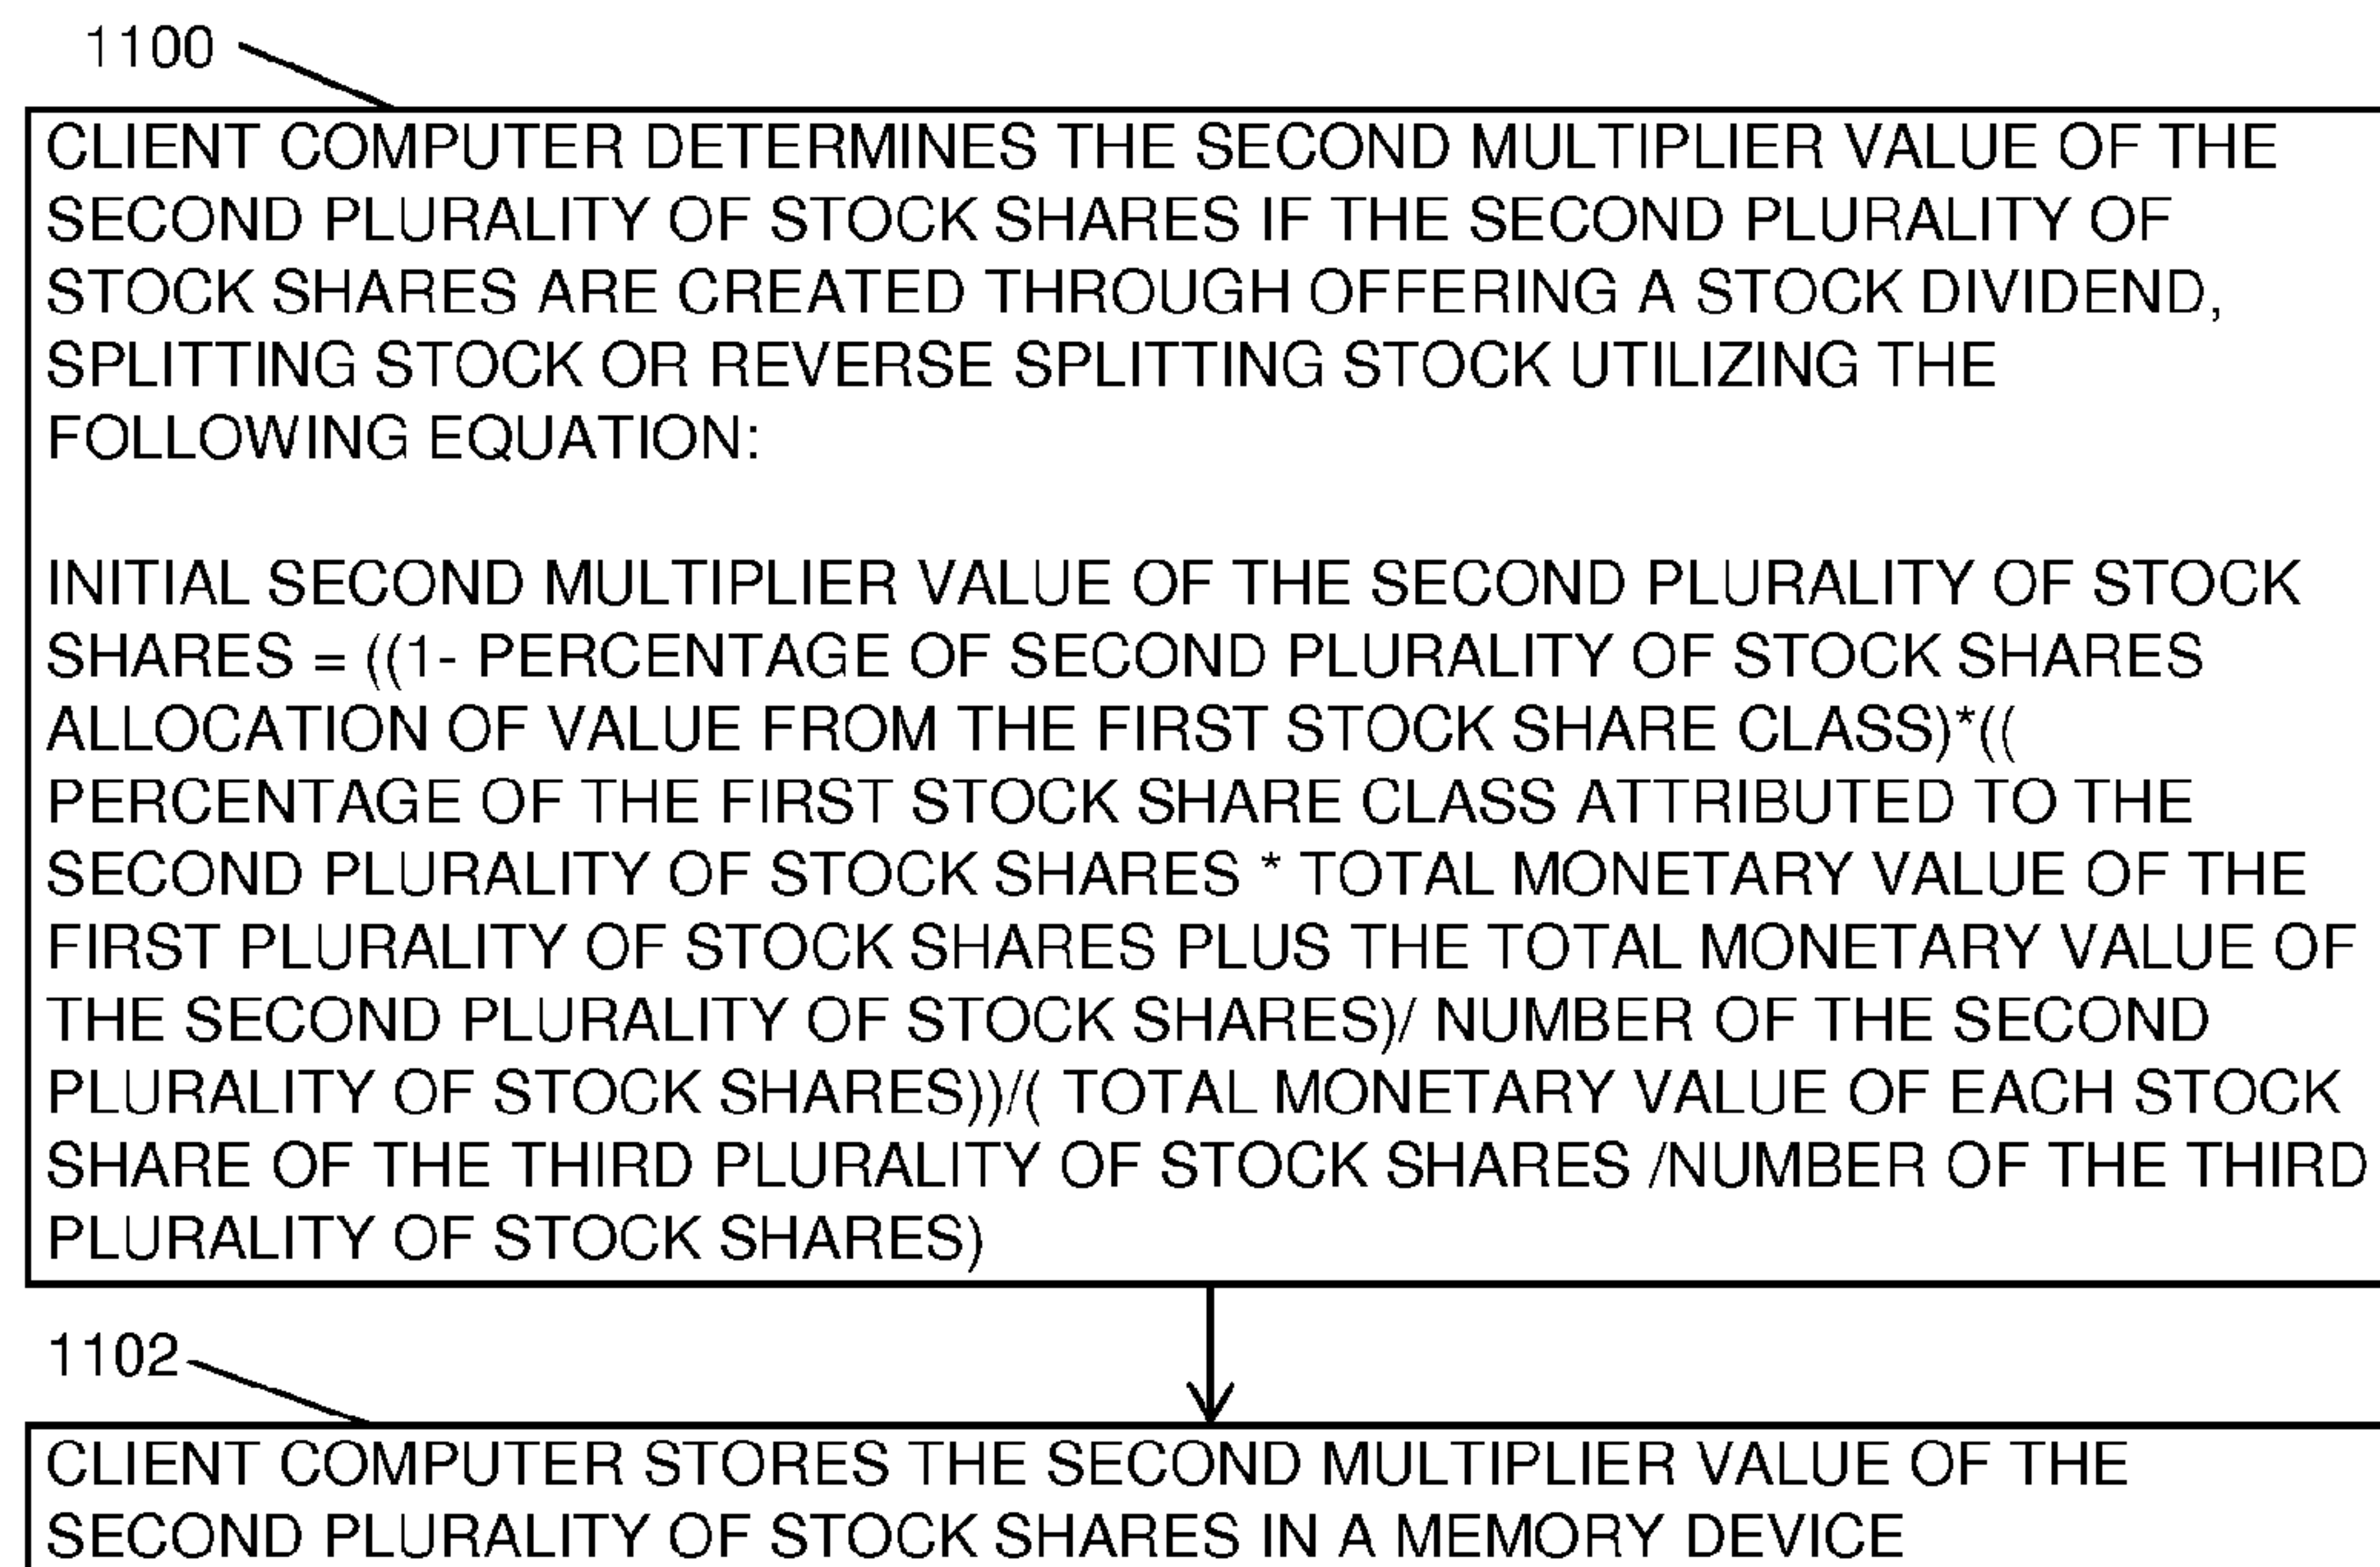 1100
CLIENT COMPUTER DETERMINES THE SECOND MULTIPLIER VALUE OF THE
SECOND PLURALITY OF STOCK SHARES IF THE SECOND PLURALITY OF
STOCK SHARES ARE CREATED THROUGH OFFERING A STOCK DIVIDEND,
SPLITTING STOCK OR REVERSE SPLITTING STOCK UTILIZING THE
FOLLOWING EQUATION:
INITIAL SECOND MULTIPLIER VALUE OF THE SECOND PLURALITY OF STOCK
SHARES = ((1- PERCENTAGE OF SECOND PLURALITY OF STOCK SHARES
ALLOCATION OF VALUE FROM THE FIRST STOCK SHARE CLASS)*((
PERCENTAGE OF THE FIRST STOCK SHARE CLASS ATTRIBUTED TO THE
SECOND PLURALITY OF STOCK SHARES * TOTAL MONETARY VALUE OF THE
FIRST PLURALITY OF STOCK SHARES PLUS THE TOTAL MONETARY VALUE OF
THE SECOND PLURALITY OF STOCK SHARES)/ NUMBER OF THE SECOND
PLURALITY OF STOCK SHARES))/( TOTAL MONETARY VALUE OF EACH STOCK
SHARE OF THE THIRD PLURALITY OF STOCK SHARES /NUMBER OF THE THIRD
PLURALITY OF STOCK SHARES)
1102
CLIENT COMPUTER STORES THE SECOND MULTIPLIER VALUE OF THE
SECOND PLURALITY OF STOCK SHARES IN A MEMORY DEVICE